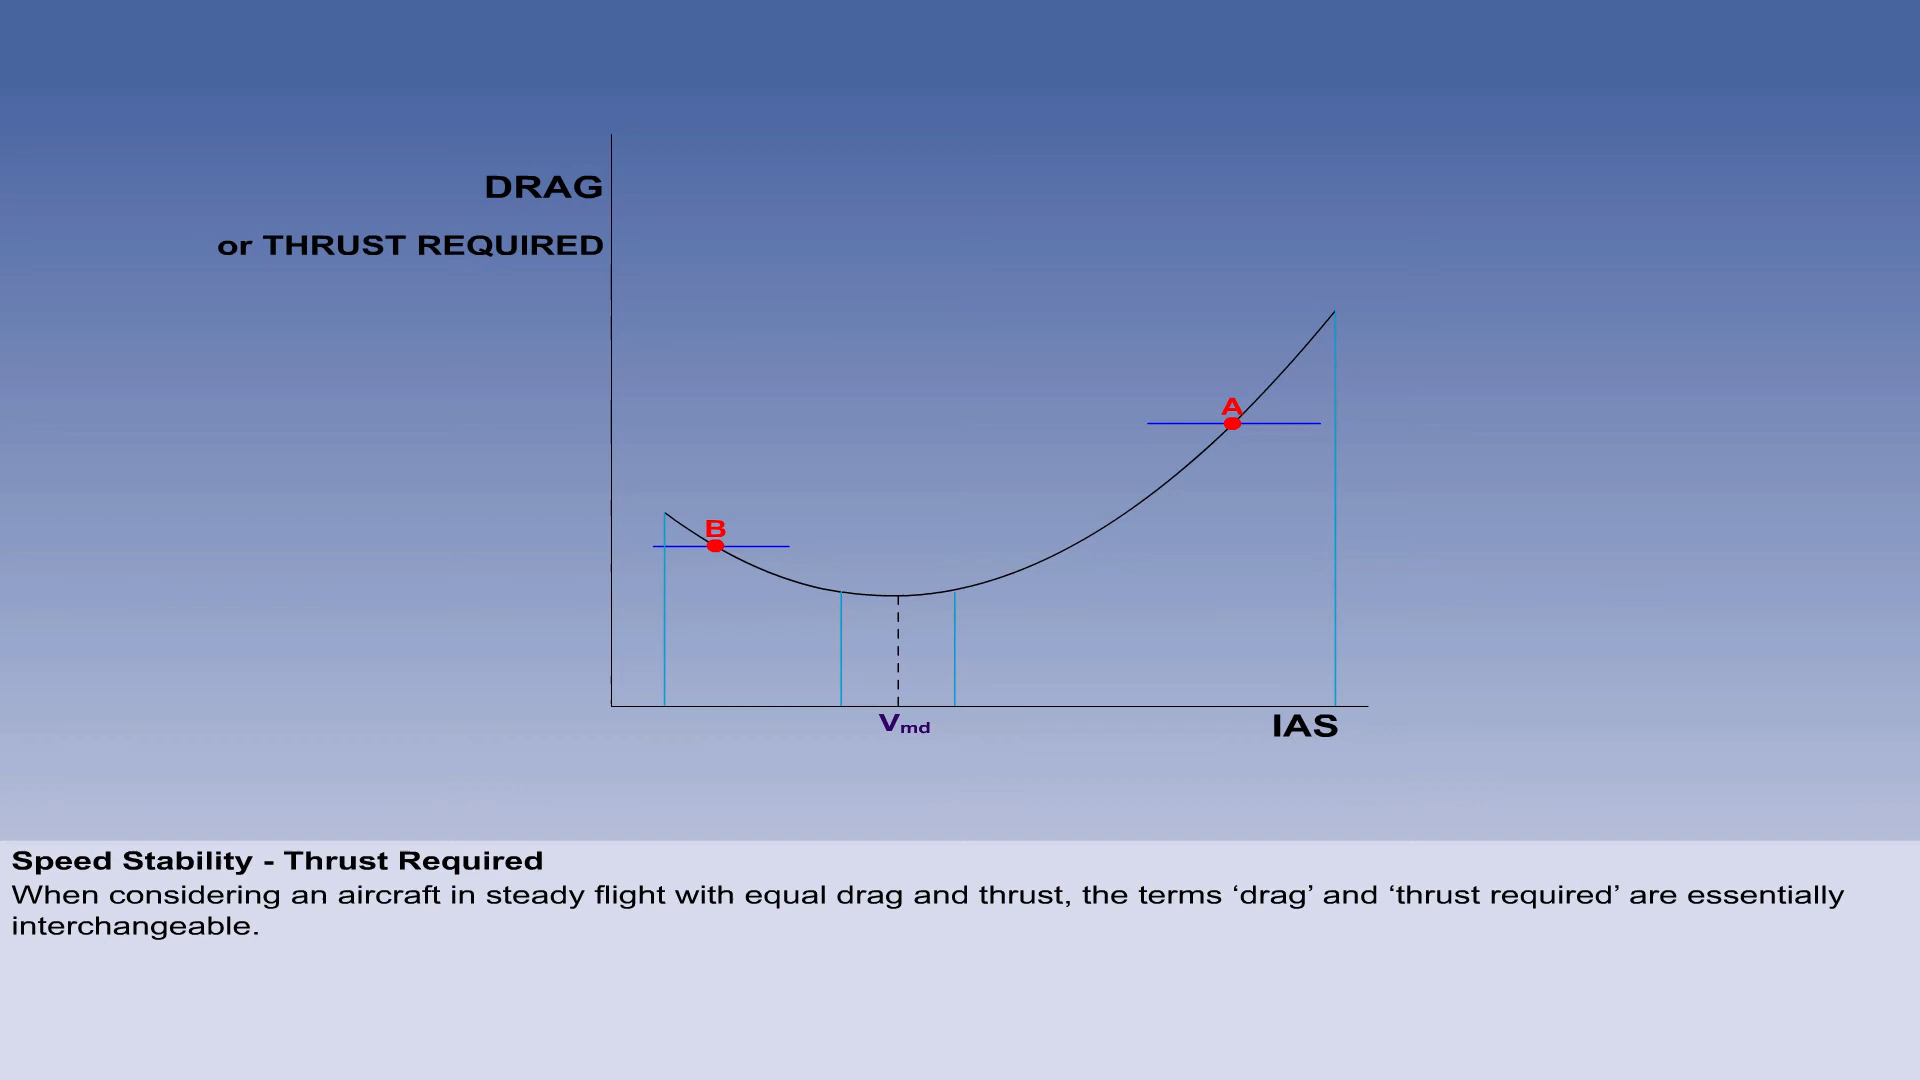 DRAG
or THRUST REQUIRED
A
B
Vmd
IAS
Speed Stability - Thrust Required
When considering an aircraft in steady flight with equal drag and thrust, the terms ‘drag’ and ‘thrust required’ are essentially
interchangeable.